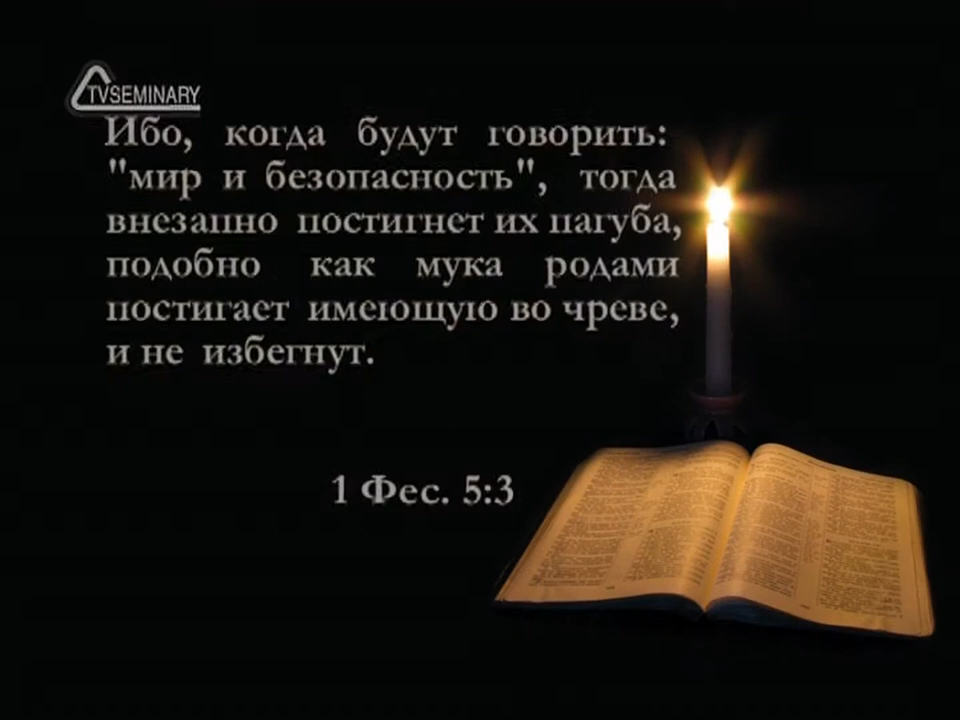 TVSEMINARY
Ибо, когда будут говорить:
"мир и безопасность", тогда
внезапно постигнет их пагуба,
подобно как мука родами
постигает имеющую во чреве,
и не избегнут.
1 Фес. 5:3